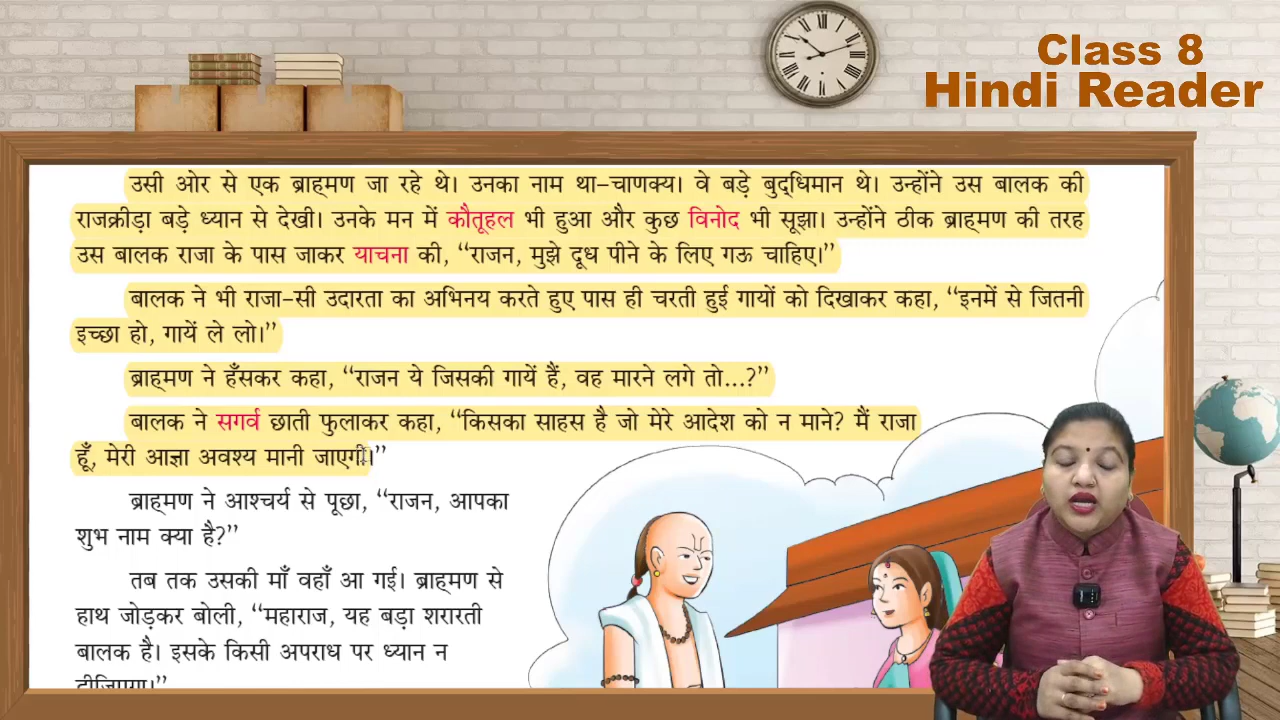 Class 8
Hindi Reader
उसी ओर से एक ब्राह्मण जा रहे थे। उनका नाम था–चाणक्य। वे बड़े बुद्धिमान थे। उन्होंने उस बालक की
राजक्रीड़ा बड़े ध्यान से देखी। उनके मन में कौतूहल भी हुआ और कुछ विनोद भी सूझा। उन्होंने ठीक ब्राह्मण की तरह
उस बालक राजा के पास जाकर याचना की, “राजन, मुझे दूध पीने के लिए गऊ चाहिए।”
बालक ने भी राजा–सी उदारता का अभिनय करते हुए पास ही चरती हुई गायों को दिखाकर कहा, “इनमें से जितनी
इच्छा हो, गायें ले लो।”
ब्राह्मण ने हँसकर कहा, “राजन ये जिसकी गायें हैं, वह मारने लगे तो...?”
बालक ने सगर्व छाती फुलाकर कहा, “किसका साहस है जो मेरे आदेश को न माने? मैं राजा
हूँ, मेरी आज्ञा अवश्य मानी जाएगी।”
ब्राह्मण ने आश्चर्य से पूछा, “राजन, आपका
शुभ नाम क्या है?”
तब तक उसकी माँ वहाँ आ गई। ब्राह्मण से
हाथ जोड़कर बोली, “महाराज, यह बड़ा शरारती
बालक है। इसके किसी अपराध पर ध्यान न